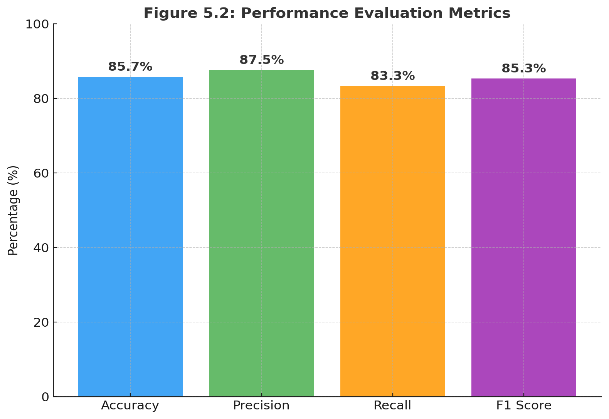 Figure 5.2: Performance Evaluation Metrics
100
80
60
40
20
0
Percentage (%)
85.7%
87.5%
83.3%
85.3%
Accuracy
Precision
Recall
F1 Score